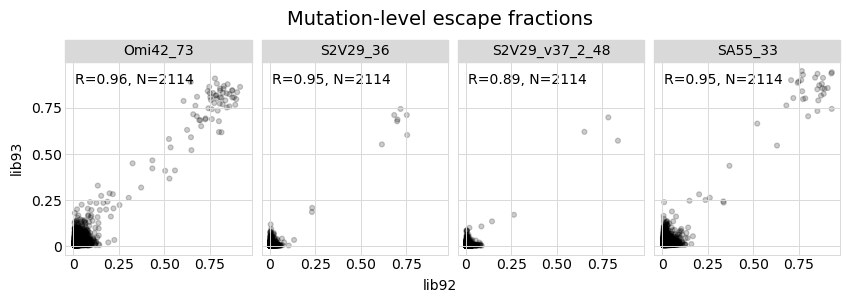 Mutation-level escape fractions
Omi42_73 S2V29_36 S2V29_v37_2_48 SA55_33
R=0.96, N=2114 R=0.95, N=2114 R=0.89, N=2114 R=0.95, N=2114
0.75
0.50
0.25
0
lib93
0 0.25 0.50 0.75 0 0.25 0.50 0.75 0 0.25 0.50 0.75 0 0.25 0.50 0.75
lib92